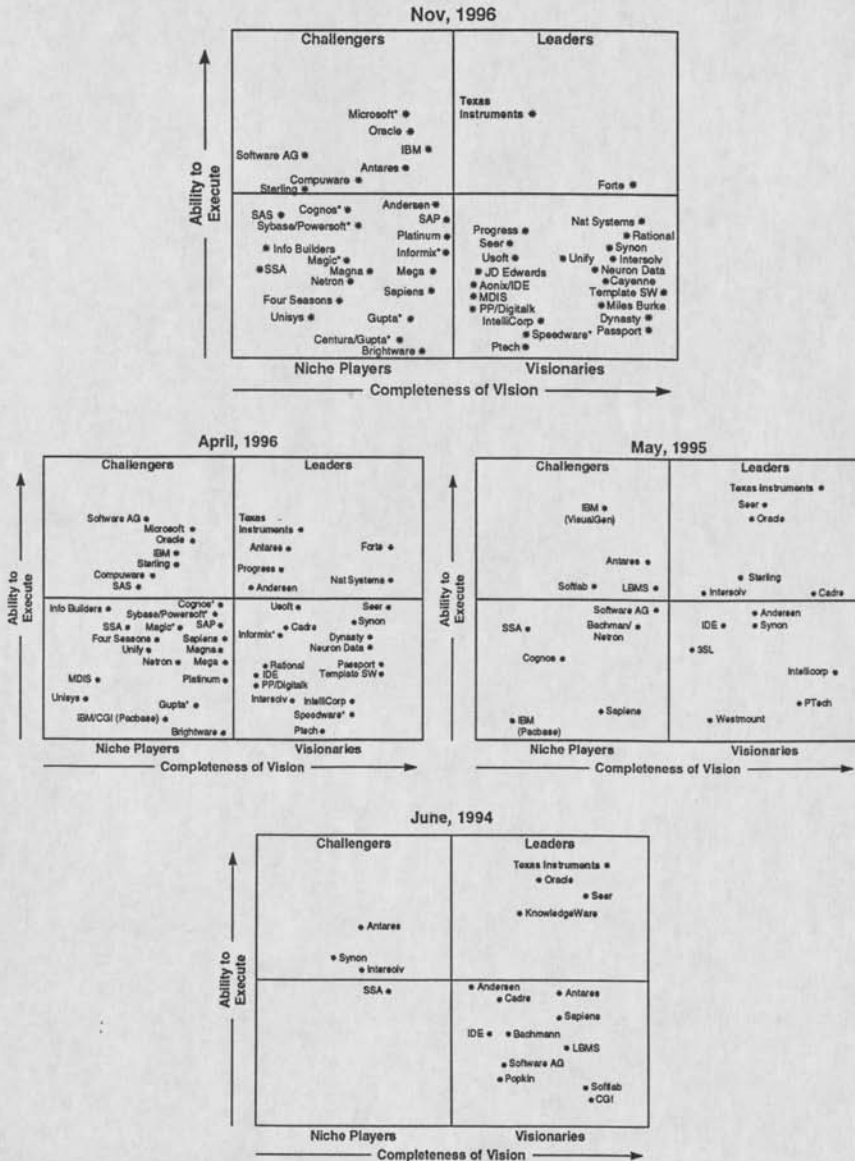 Nov, 1996
Challengers
Leaders
Ability to
Execute
Microsoft*
Oracle
IBM
Software AG
Antares
Compuware
Sterling
Texas
Instruments
Forte
SAS
Cognos*
Sybase/Powersoft*
Andersen
SAP
Platinum
Info Builders
Informix*
Magic*
SSA
Magna
Mega
Netron
Sapiens
Four Seasons
Unisys
Gupta*
Centura/Gupta*
Brightware
Nat Systems
Progress
Rational
Seer
Synon
Usoft
Unify
Intersolv
JD Edwards
Neuron Data
Aonix/IDE
Cayenne
MDIS
Template SW
PP/Digitalk
Miles Burke
IntelliCorp
Dynasty
Speedware*
Passport
Ptech
Niche Players
Visionaries
Completeness of Vision
April, 1996
Challengers
Leaders
Ability to
Execute
Software AG
Microsoft
Oracle
IBM
Sterling
Compuware
SAS
Texas
Instruments
Antares
Forte
Progress
Nat Systems
Andersen
Info Builders
Cognos*
Sybase/Powersoft*
SSA
Magic*
SAP
Four Seasons
Sapiens
Unify
Magna
Netron
Mega
MDIS
Platinum
Unisys
Gupta*
IBM/CGI (Pacbase)
Brightware
Usoft
Seer
Cadre
Synon
Informix*
Dynasty
Neuron Data
Rational
Passport
IDE
Template SW
PP/Digitalk
Intersolv
IntelliCorp
Speedware*
Ptech
Niche Players
Visionaries
Completeness of Vision
May, 1995
Challengers
Leaders
Ability to
Execute
IBM
(VisualGen)
Antares
Softlab
LBMS
Texas Instruments
Seer
Oracle
Sterling
Intersolv
Cadre
Software AG
SSA
Bachman/
Netron
Cognos
Sapiens
IBM
(Pacbase)
Andersen
IDE
Synon
3SL
Intellicorp
PTech
Westmount
Niche Players
Visionaries
Completeness of Vision
June, 1994
Challengers
Leaders
Ability to
Execute
Antares
Synon
Intersolv
Texas Instruments
Oracle
Seer
KnowledgeWare
SSA
Andersen
Cadre
Antares
Sapiens
IDE
Bachmann
LBMS
Software AG
Popkin
Softlab
CGI
Niche Players
Visionaries
Completeness of Vision